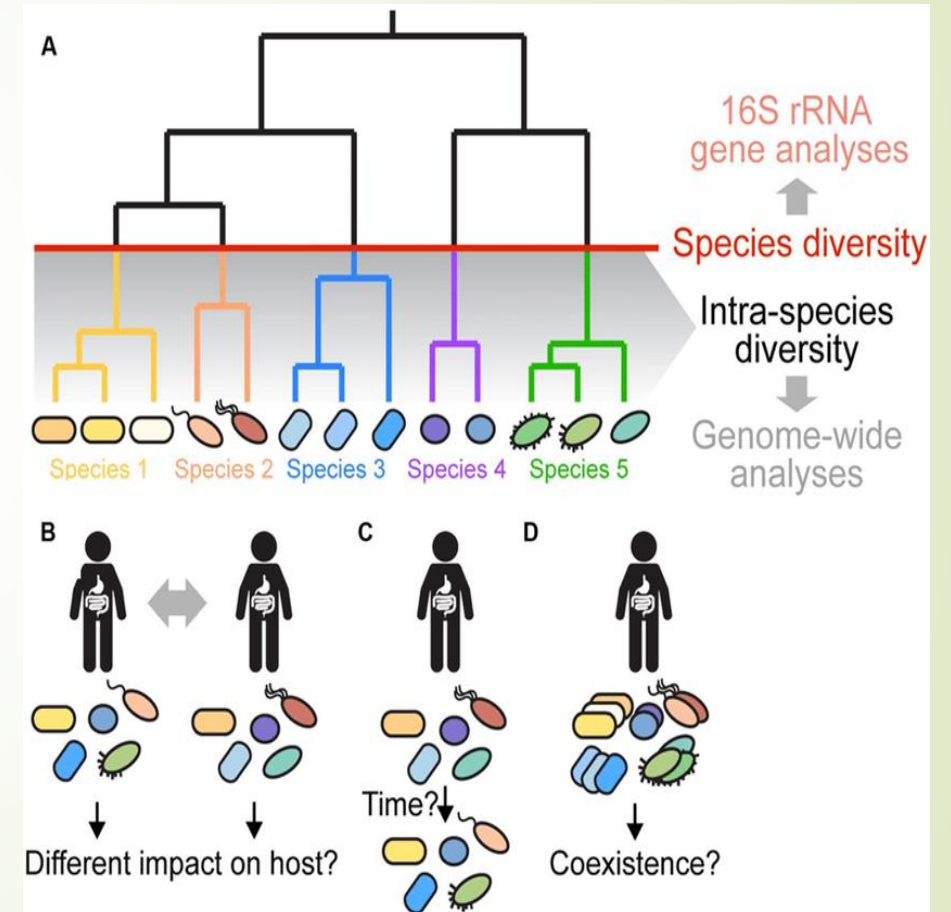 A
16S rRNA
gene analyses
Species diversity
Intra-species
diversity
Genome-wide
analyses
Species 1
Species 2
Species 3
Species 4
Species 5
B
C
D
Time?
Different impact on host?
Coexistence?